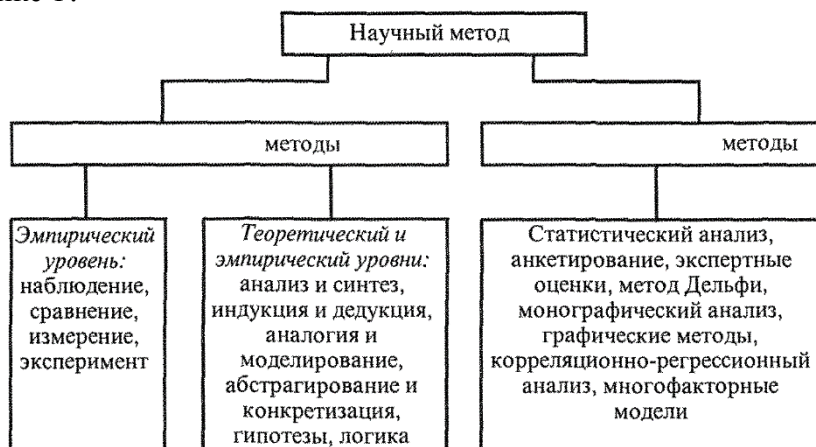 Научный метод
методы
методы
Эмпирический
уровень:
наблюдение,
сравнение,
измерение,
эксперимент
Теоретический и
эмпирический уровни:
анализ и синтез,
индукция и дедукция,
аналогия и
моделирование,
абстрагирование и
конкретизация,
гипотезы, логика
Статистический анализ,
анкетирование, экспертные
оценки, метод Дельфи,
монографический анализ,
графические методы,
корреляционно-регрессионный
анализ, многофакторные
модели